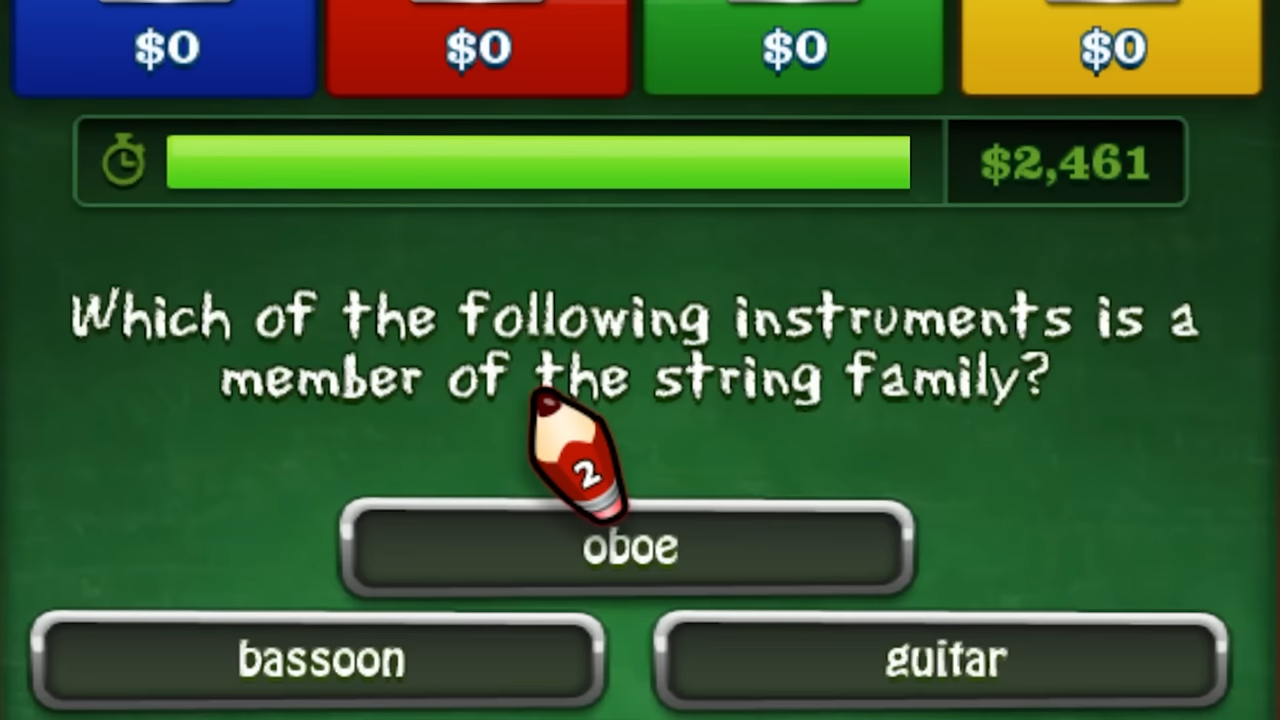 $0 $0 $0 $0
$2,461
Which of the following instruments is a
member of the string family?
2
oboe
bassoon guitar